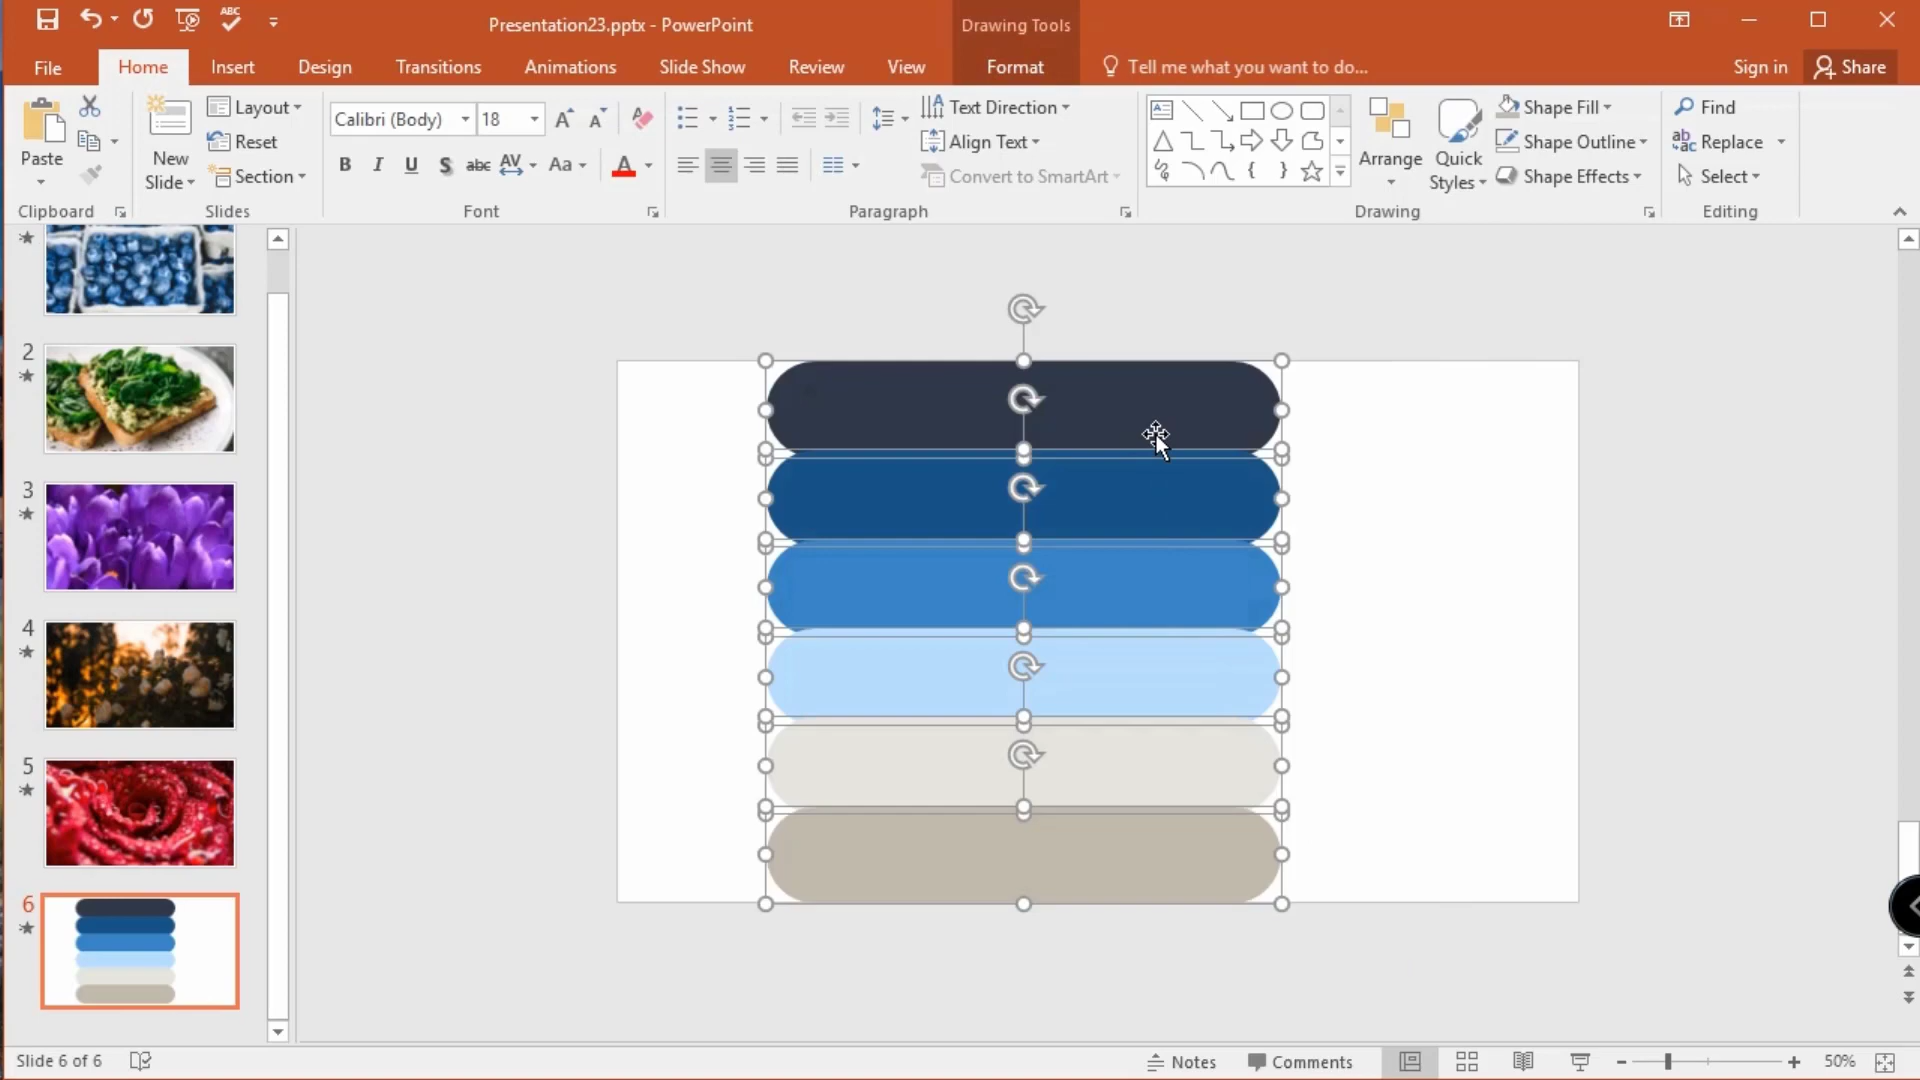 ABC
Presentation23.pptx - PowerPoint
Drawing Tools
File
Home
Insert
Design
Transitions
Animations
Slide Show
Review
View
Format
Tell me what you want to do...
Sign in
Share
Paste
Clipboard
New
Slide
Layout
Reset
Section
Slides
Calibri (Body)
18
A
A
A
B
I
U
S
abc
AV
Aa
A
Font
Text Direction
Align Text
Convert to SmartArt
Paragraph
Arrange
Quick
Styles
Shape Fill
Shape Outline
Shape Effects
Drawing
Find
Replace
Select
Editing
2
3
4
5
6
Slide 6 of 6
Notes
Comments
50%